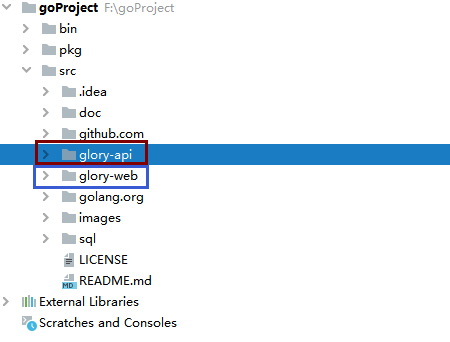 goProject F:\goProject
bin
pkg
src
.idea
doc
github.com
glory-api
glory-web
golang.org
images
sql
LICENSE
MD README.md
External Libraries
Scratches and Consoles